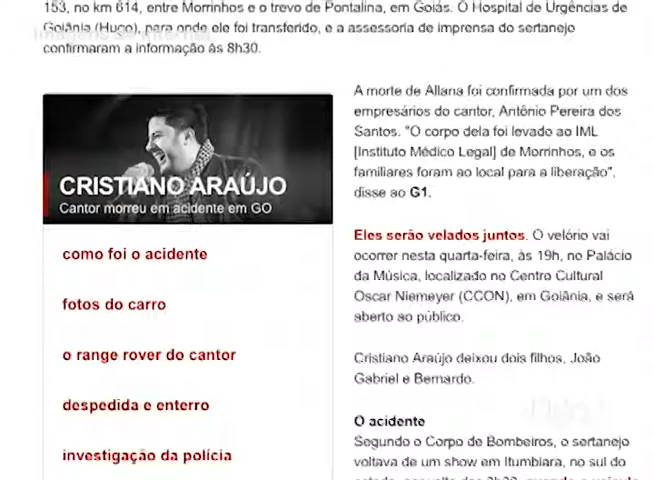 153, no km 614, entre Morrinhos e o trevo de Pontalina, em Goiás. O Hospital de Urgências de
Goiânia (Hugo), para onde ele foi transferido, e a assessoria de imprensa do sertanejo
confirmaram a informação às 8h30.
CRISTIANO ARAÚJO
Cantor morreu em acidente em GO
como foi o acidente
fotos do carro
o range rover do cantor
despedida e enterro
investigação da polícia
A morte de Allana foi confirmada por um dos
empresários do cantor, Antônio Pereira dos
Santos. "O corpo dela foi levado ao IML
[Instituto Médico Legal] de Morrinhos, e os
familiares foram ao local para a liberação",
disse ao G1.
Eles serão velados juntos. O velório vai
ocorrer nesta quarta-feira, às 19h, no Palácio
da Música, localizado no Centro Cultural
Oscar Niemeyer (CCON), em Goiânia, e será
aberto ao público.
Cristiano Araújo deixou dois filhos, João
Gabriel e Bernardo.
O acidente
Segundo o Corpo de Bombeiros, o sertanejo
voltava de um show em Itumbiara, no sul do